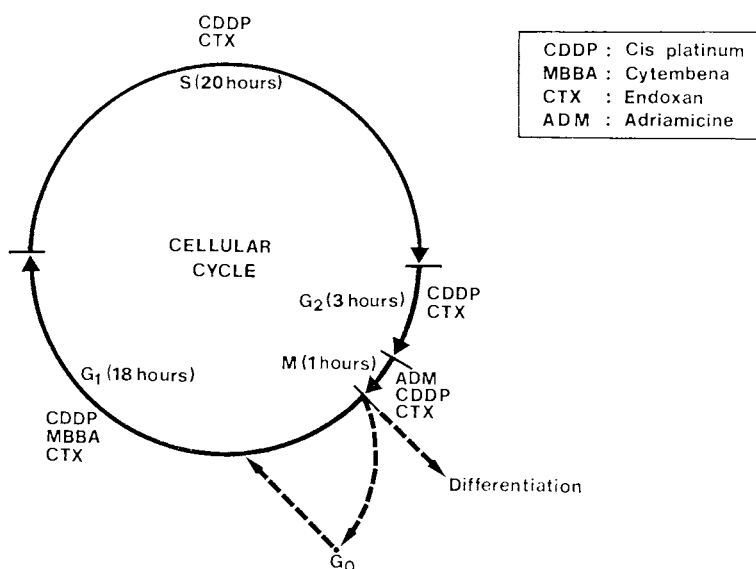 CDDP
CTX
S (20 hours)
CDDP : Cis platinum
MBBA : Cytembena
CTX : Endoxan
ADM : Adriamicine
CELLULAR
CYCLE
G2 (3 hours)
CDDP
CTX
M (1 hours)
ADM
CDDP
CTX
G1 (18 hours)
CDDP
MBBA
CTX
Differentiation
G0